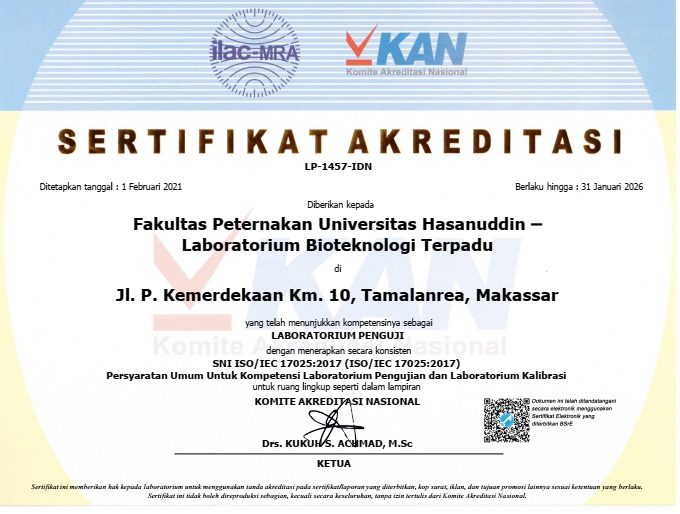 ilac-MRA
KAN
Komite Akreditasi Nasional
SERTIFIKAT AKREDITASI
LP-1457-IDN
Ditetapkan tanggal : 1 Februari 2021
Berlaku hingga : 31 Januari 2026
Diberikan kepada
Fakultas Peternakan Universitas Hasanuddin –
Laboratorium Bioteknologi Terpadu
di
Jl. P. Kemerdekaan Km. 10, Tamalanrea, Makassar
yang telah menunjukkan kompetensinya sebagai
LABORATORIUM PENGUJI
dengan menerapkan secara konsisten
SNI ISO/IEC 17025:2017 (ISO/IEC 17025:2017)
Persyaratan Umum Untuk Kompetensi Laboratorium Pengujian dan Laboratorium Kalibrasi
untuk ruang lingkup seperti dalam lampiran
KAN
Komite Akreditasi Nasional
KOMITE AKREDITASI NASIONAL
Drs. KUKUH S. ACHMAD, M.Sc
KETUA
Dokumen ini telah ditandatangani
secara elektronik menggunakan
Sertifikat Elektronik yang
diterbitkan BSrE
Sertifikat ini memberikan hak kepada laboratorium untuk menggunakan tanda akreditasi pada sertifikat/laporan yang diterbitkan, kop surat, iklan, dan tujuan promosi lainnya sesuai ketentuan yang berlaku.
Sertifikat ini tidak boleh direproduksi sebagian, kecuali secara keseluruhan, tanpa izin tertulis dari Komite Akreditasi Nasional.